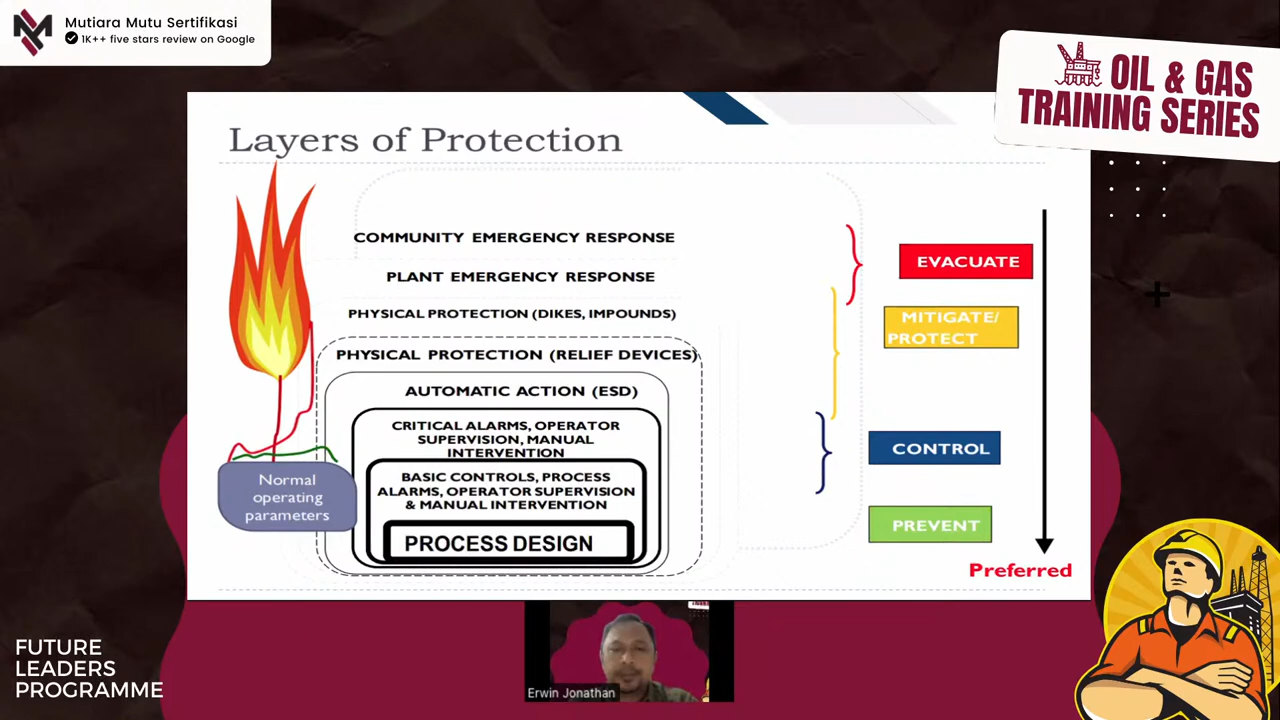 Mutiara Mutu Sertifikasi
1K++ five stars review on Google
OIL & GAS
TRAINING SERIES
Layers of Protection
COMMUNITY EMERGENCY RESPONSE
PLANT EMERGENCY RESPONSE
PHYSICAL PROTECTION (DIKES, IMPOUNDS)
PHYSICAL PROTECTION (RELIEF DEVICES)
AUTOMATIC ACTION (ESD)
CRITICAL ALARMS, OPERATOR
SUPERVISION, MANUAL
INTERVENTION
BASIC CONTROLS, PROCESS
ALARMS, OPERATOR SUPERVISION
& MANUAL INTERVENTION
PROCESS DESIGN
Normal
operating
parameters
EVACUATE
MITIGATE/
PROTECT
CONTROL
PREVENT
Preferred
FUTURE
LEADERS
PROGRAMME
Erwin Jonathan